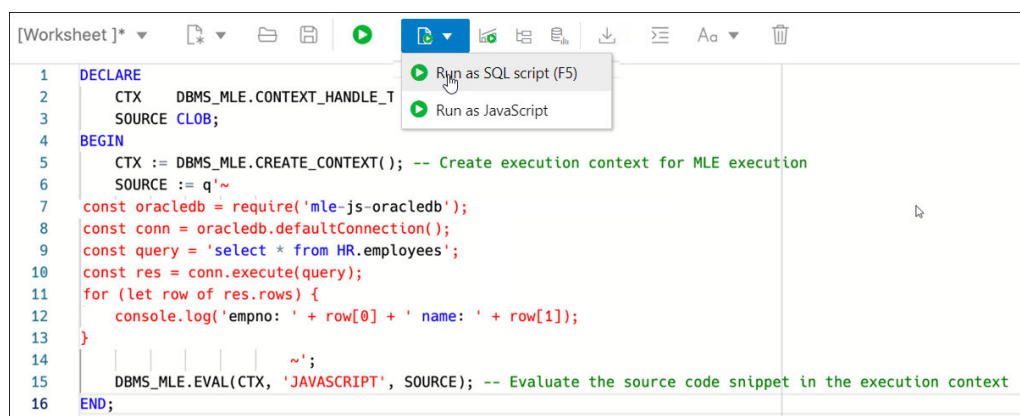 [Worksheet ]* Aa
Run as SQL script (F5)
Run as JavaScript
1 DECLARE
2 CTX DBMS_MLE.CONTEXT_HANDLE_T
3 SOURCE CLOB;
4 BEGIN
5 CTX := DBMS_MLE.CREATE_CONTEXT(); -- Create execution context for MLE execution
6 SOURCE := q'~
7 const oracledb = require('mle-js-oracledb');
8 const conn = oracledb.defaultConnection();
9 const query = 'select * from HR.employees';
10 const res = conn.execute(query);
11 for (let row of res.rows) {
12 console.log('empno: ' + row[0] + ' name: ' + row[1]);
13 }
14 ~';
15 DBMS_MLE.EVAL(CTX, 'JAVASCRIPT', SOURCE); -- Evaluate the source code snippet in the execution context
16 END;